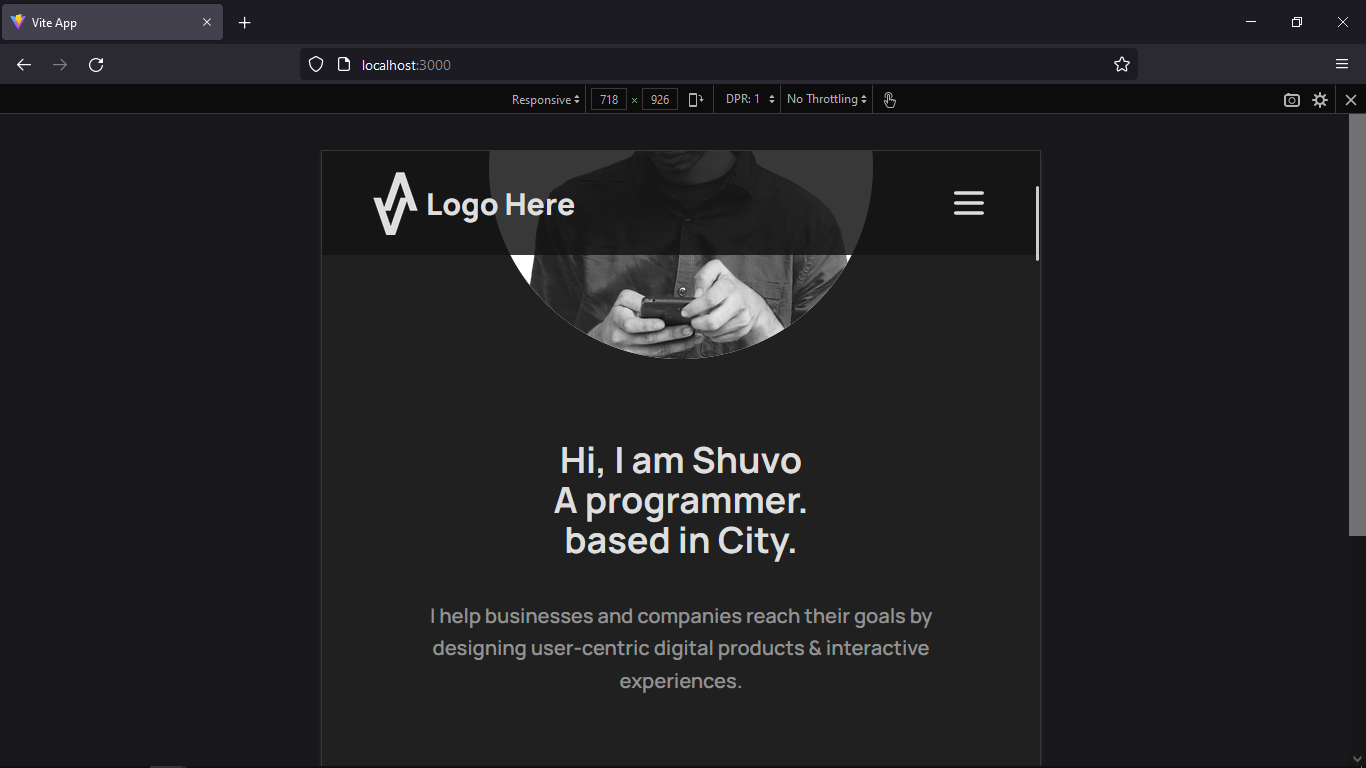 Vite App
localhost:3000
Responsive 718 × 926 DPR: 1 No Throttling
Logo Here
Hi, I am Shuvo
A programmer.
based in City.
I help businesses and companies reach their goals by
designing user-centric digital products & interactive
experiences.